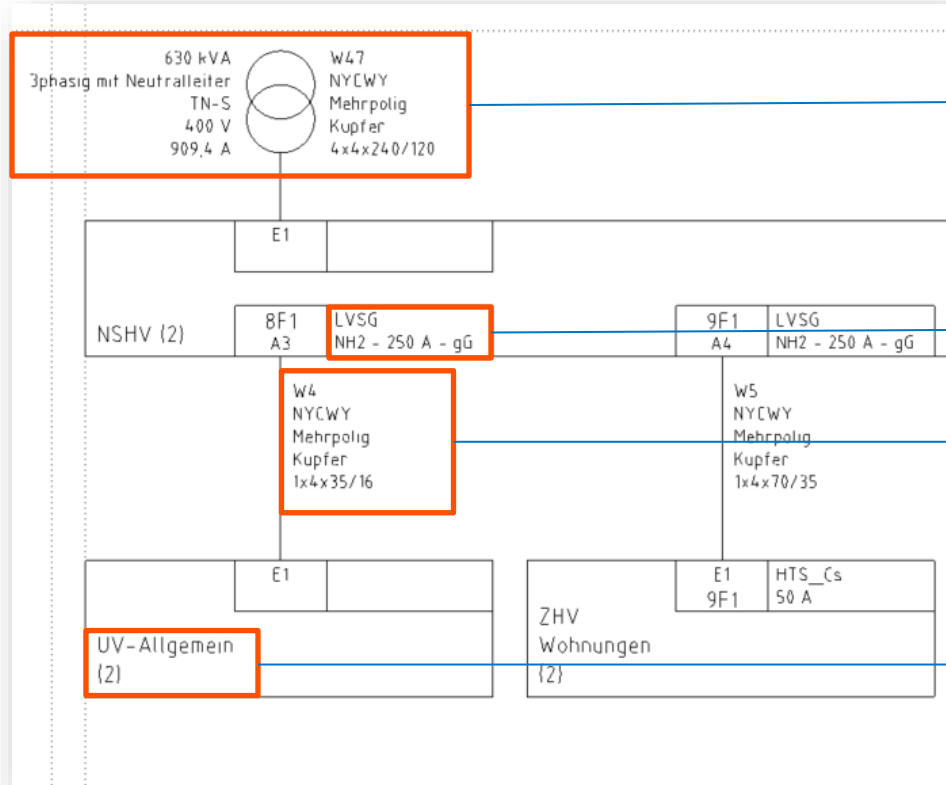 630 kVA
3phasig mit Neutralleiter
TN-S
400 V
909,4 A
W47
NYCWY
Mehrpolig
Kupfer
4x4x240/120
E1
NSHV (2)
8F1
A3
LVSG
NH2 - 250 A - gG
9F1
A4
LVSG
NH2 - 250 A - gG
W4
NYCWY
Mehrpolig
Kupfer
1x4x35/16
W5
NYCWY
Mehrpolig
Kupfer
1x4x70/35
E1
UV-Allgemein
(2)
E1
9F1
HTS_Cs
50 A
ZHV
Wohnungen
(2)